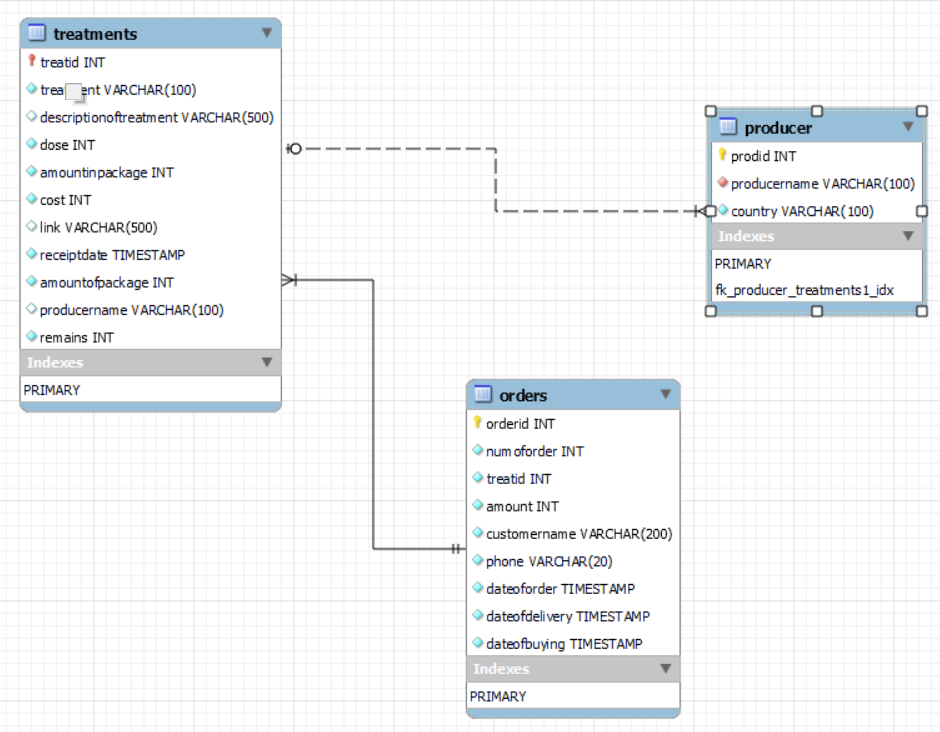 treatments
treatid INT
VARCHAR(100)
descriptionoftreatment VARCHAR(500)
dose INT
amountinpackage INT
cost INT
link VARCHAR(500)
receiptdate TIMESTAMP
amountofpackage INT
producername VARCHAR(100)
remains INT
Indexes
PRIMARY
producer
prodid INT
producername VARCHAR(100)
country VARCHAR(100)
Indexes
PRIMARY
fk_producer_treatments1_idx
orders
orderid INT
numoforder INT
treatid INT
amount INT
customername VARCHAR(200)
phone VARCHAR(20)
dateoforder TIMESTAMP
dateofdelivery TIMESTAMP
dateofbuying TIMESTAMP
Indexes
PRIMARY